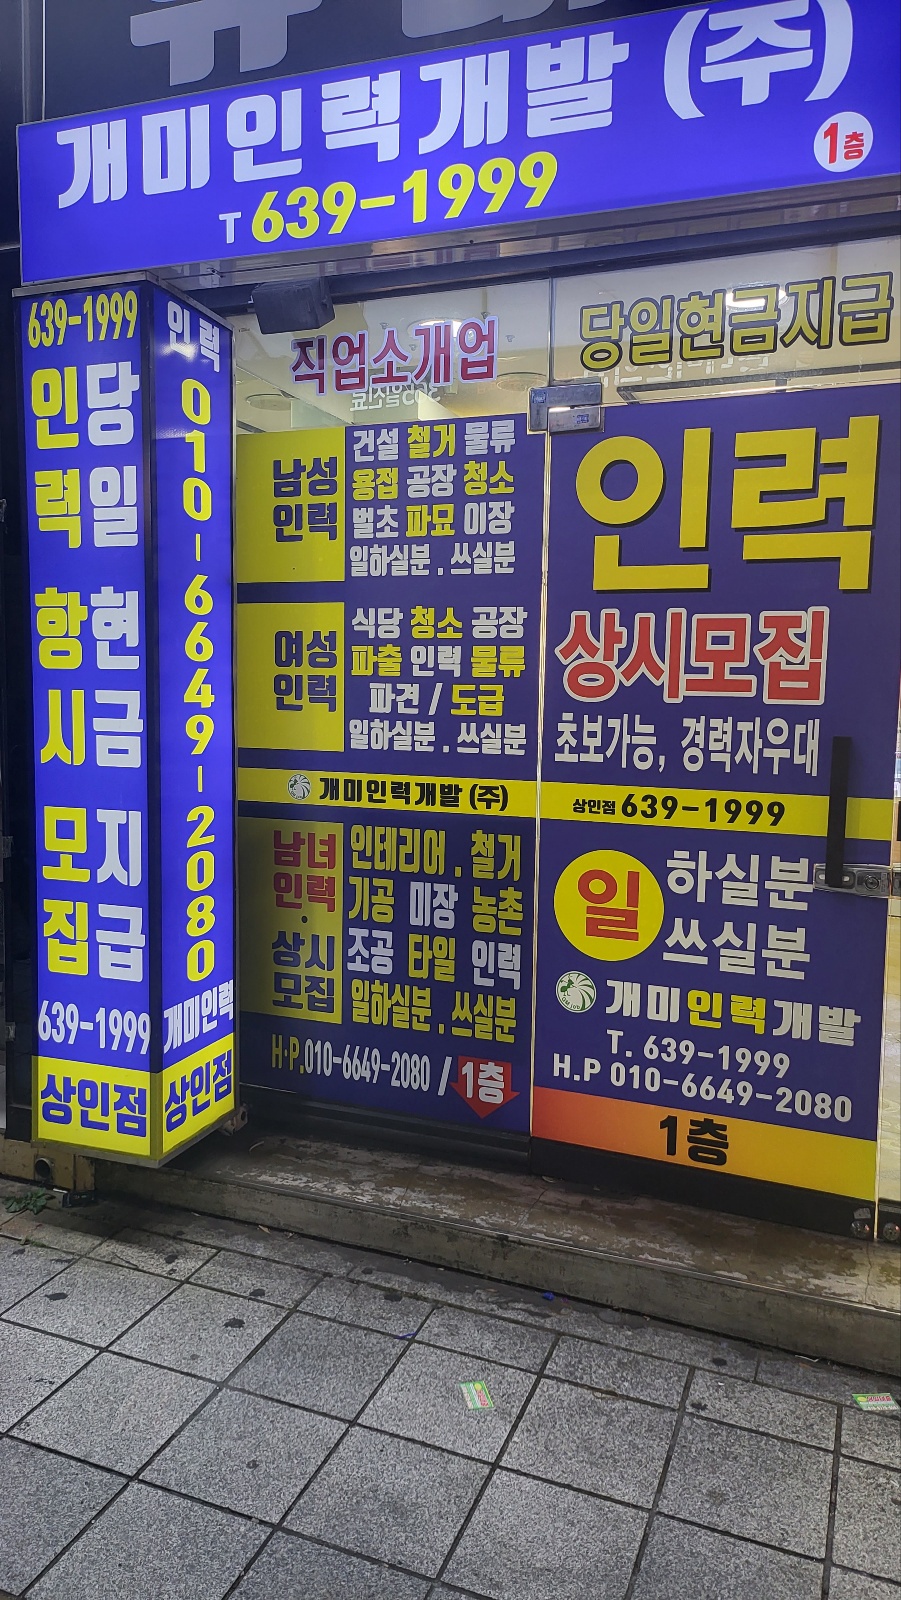 개미인력개발 (주)
1층
T 639-1999
639-1999
인력 항시 모집
당일 현금 지급
639-1999
상인점
인력 010-6649-2080
개미인력
상인점
직업소개업
남성
인력
건설 철거 물류
용접 공장 청소
벌초 파묘 이장
일하실분 . 쓰실분
여성
인력
식당 청소 공장
파출 인력 물류
파견 / 도급
일하실분 . 쓰실분
개미인력개발 (주)
남녀
인력
·
상시
모집
인테리어 . 철거
기공 미장 농촌
조공 타일 인력
일하실분 . 쓰실분
H·P.010-6649-2080 / 1층
당일현금지급
인력
상시모집
초보가능, 경력자우대
상인점 639-1999
일 하실분
쓰실분
개미인력개발
T. 639-1999
H.P 010-6649-2080
1층